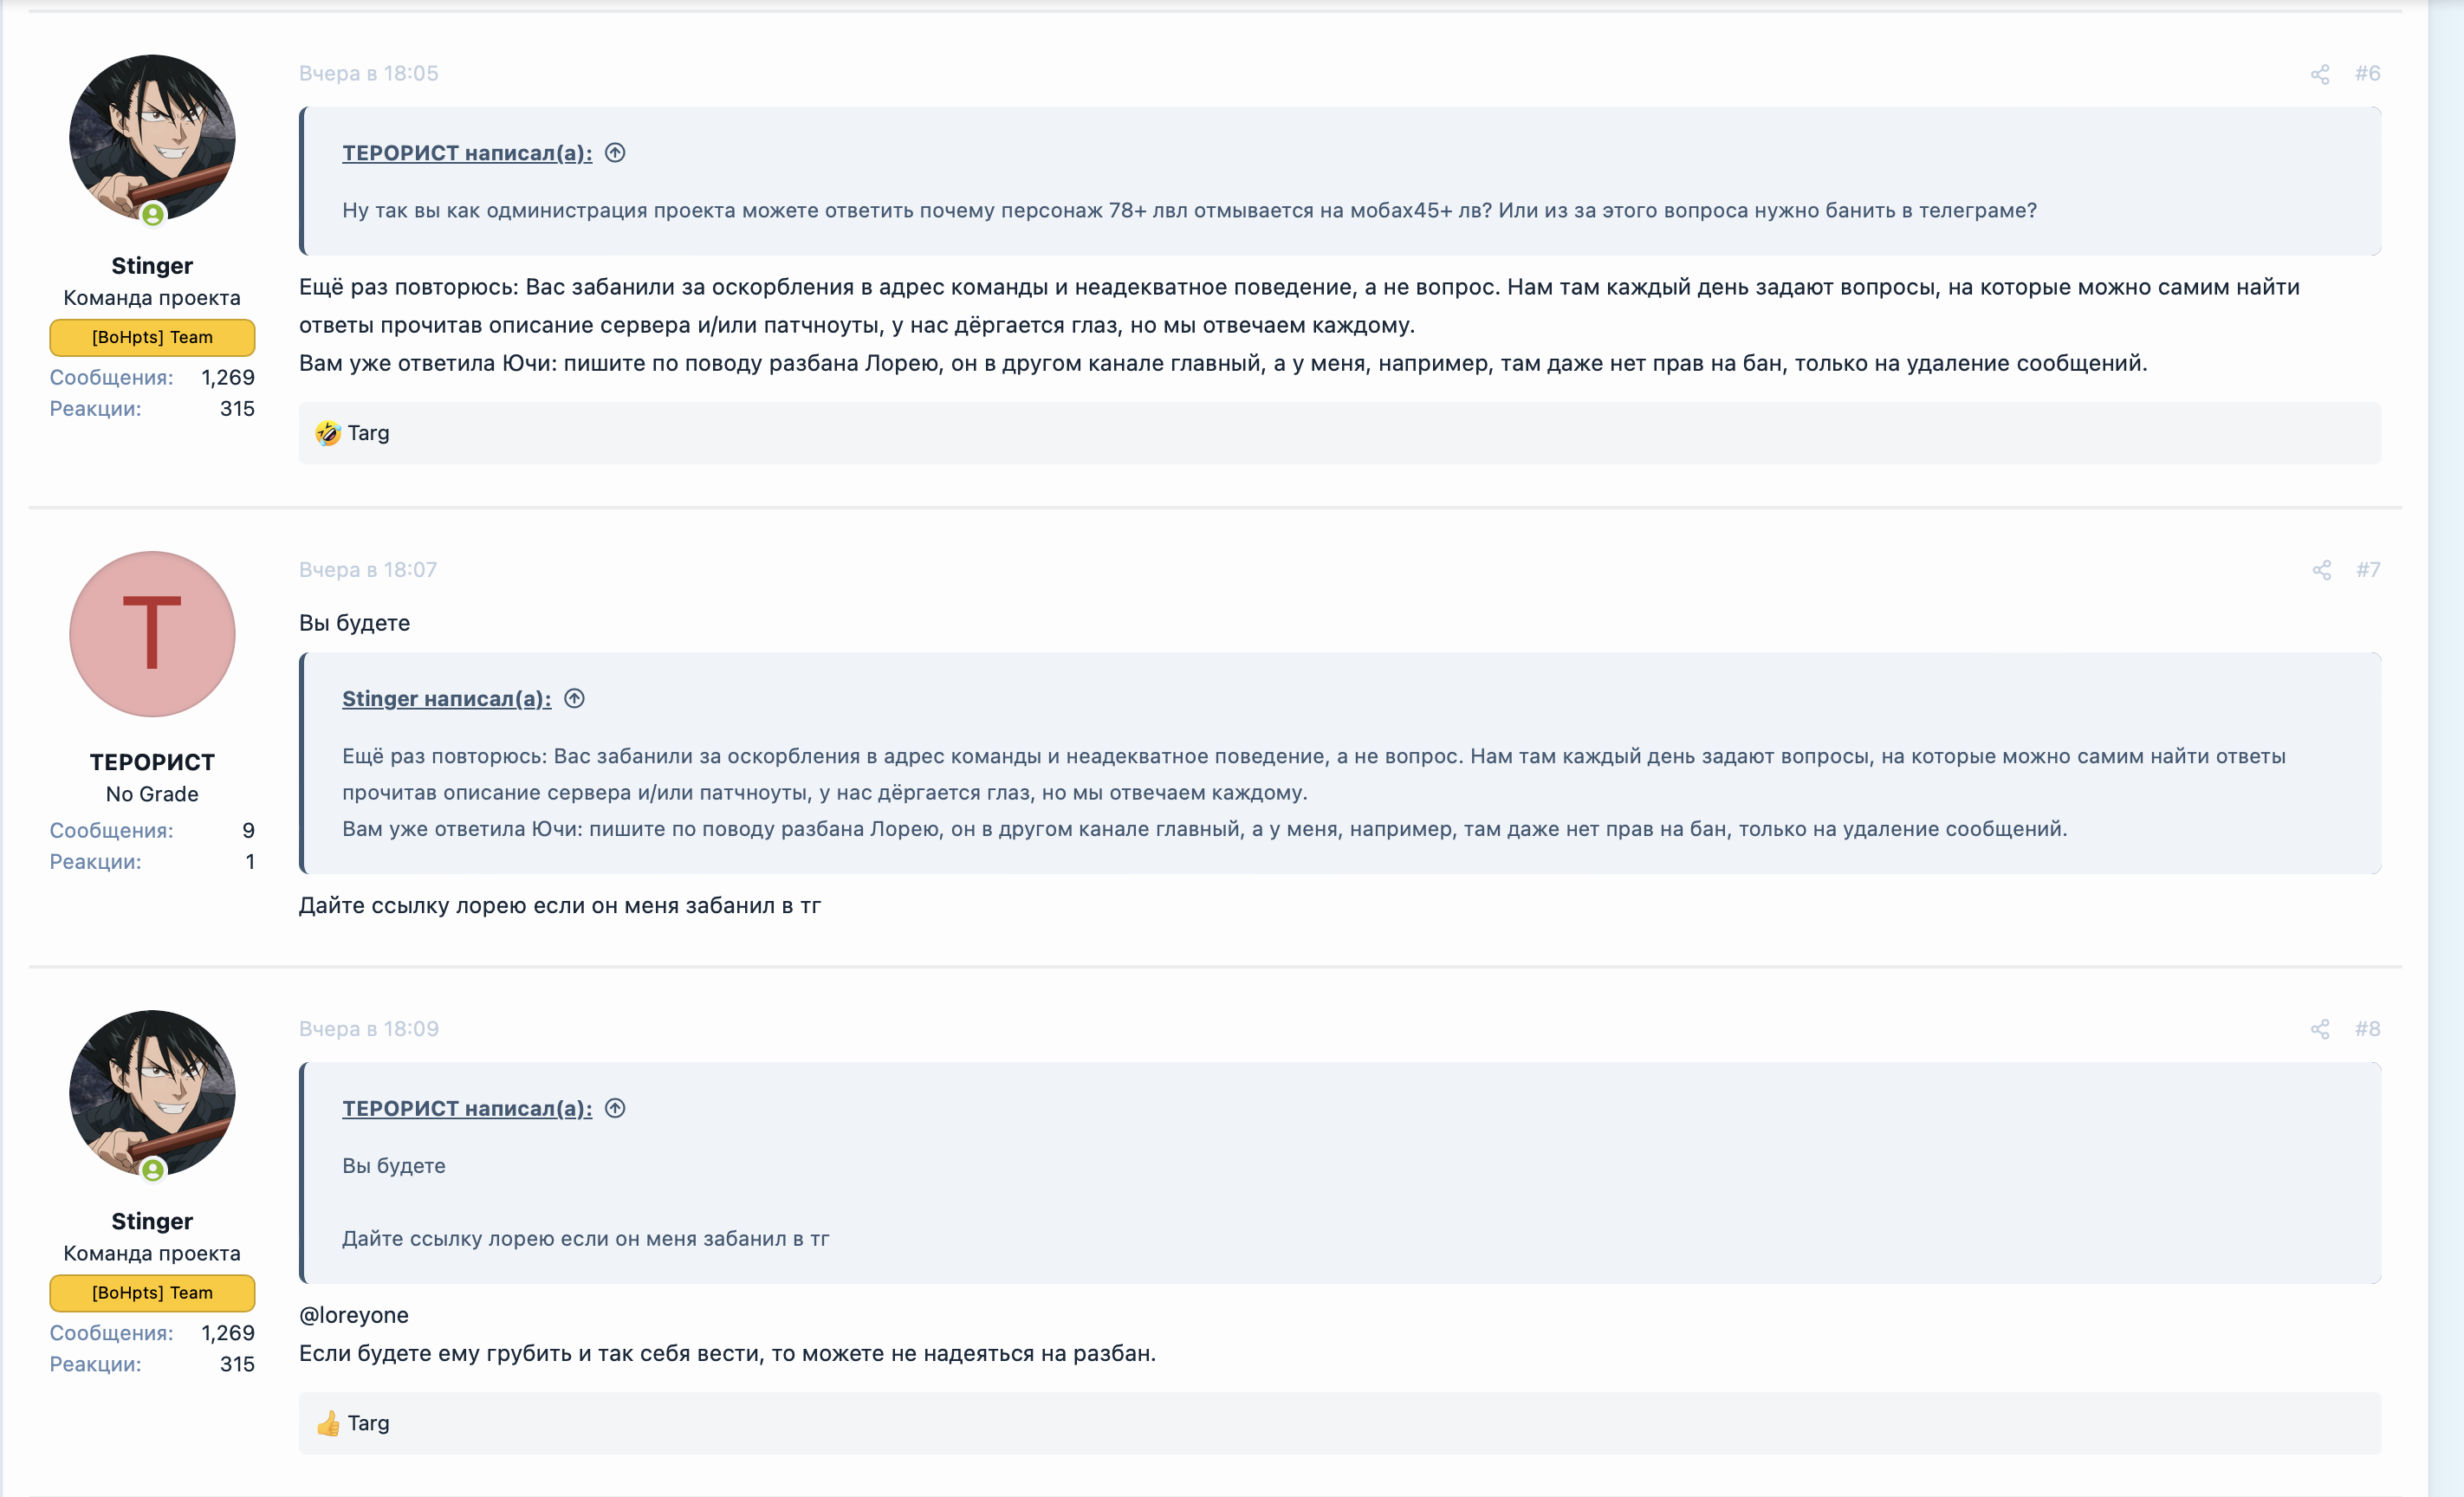 Вчера в 18:05
#6
ТЕРОРИСТ написал(а):
Ну так вы как одминистрация проекта можете ответить почему персонаж 78+ лвл отмывается на мобах45+ лв? Или из за этого вопроса нужно банить в телеграме?
Stinger
Команда проекта
[BoHpts] Team
Сообщения: 1,269
Реакции: 315
Ещё раз повторюсь: Вас забанили за оскорбления в адрес команды и неадекватное поведение, а не вопрос. Нам там каждый день задают вопросы, на которые можно самим найти
ответы прочитав описание сервера и/или патчноуты, у нас дёргается глаз, но мы отвечаем каждому.
Вам уже ответила Ючи: пишите по поводу разбана Лорею, он в другом канале главный, а у меня, например, там даже нет прав на бан, только на удаление сообщений.
Targ
Вчера в 18:07
#7
T
ТЕРОРИСТ
No Grade
Сообщения: 9
Реакции: 1
Вы будете
Stinger написал(а):
Ещё раз повторюсь: Вас забанили за оскорбления в адрес команды и неадекватное поведение, а не вопрос. Нам там каждый день задают вопросы, на которые можно самим найти ответы
прочитав описание сервера и/или патчноуты, у нас дёргается глаз, но мы отвечаем каждому.
Вам уже ответила Ючи: пишите по поводу разбана Лорею, он в другом канале главный, а у меня, например, там даже нет прав на бан, только на удаление сообщений.
Дайте ссылку лорею если он меня забанил в тг
Вчера в 18:09
#8
ТЕРОРИСТ написал(а):
Вы будете
Дайте ссылку лорею если он меня забанил в тг
Stinger
Команда проекта
[BoHpts] Team
Сообщения: 1,269
Реакции: 315
@loreyone
Если будете ему грубить и так себя вести, то можете не надеяться на разбан.
Targ